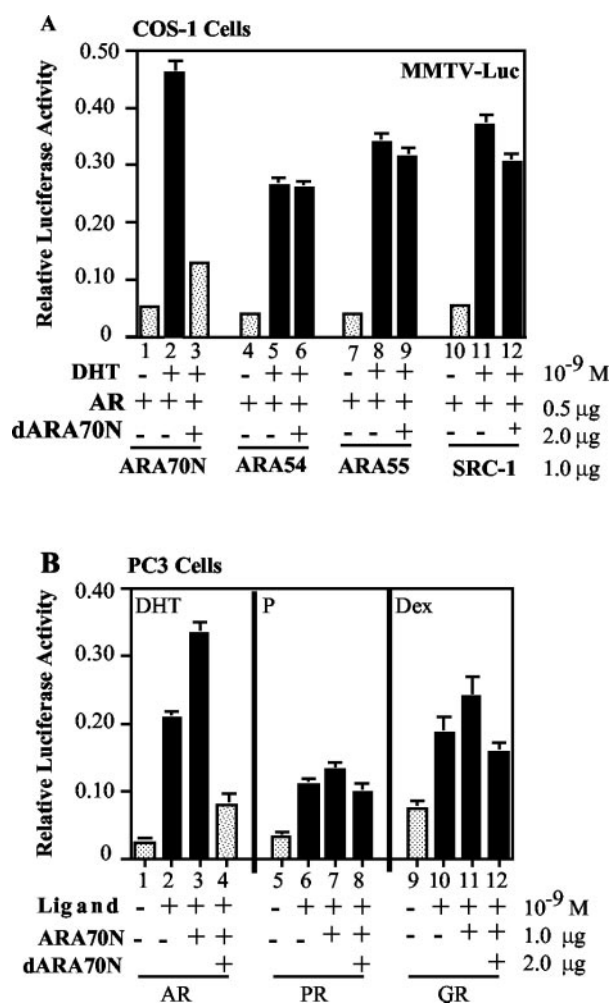 A COS-1 Cells
MMTV-Luc
Relative Luciferase Activity
0.50
0.40
0.30
0.20
0.10
0
1 2 3 4 5 6 7 8 9 10 11 12
DHT - + + - + + - + + - + + 10⁻⁹ M
AR + + + + + + + + + + + + 0.5 µg
dARA70N - - + - - + - - + - - + 2.0 µg
ARA70N ARA54 ARA55 SRC-1 1.0 µg
B PC3 Cells
Relative Luciferase Activity
0.40
0.30
0.20
0.10
0
DHT P Dex
1 2 3 4 5 6 7 8 9 10 11 12
Ligand - + + + - + + + - + + + 10⁻⁹ M
ARA70N - - + + - - + + - - + + 1.0 µg
dARA70N + + + 2.0 µg
AR PR GR